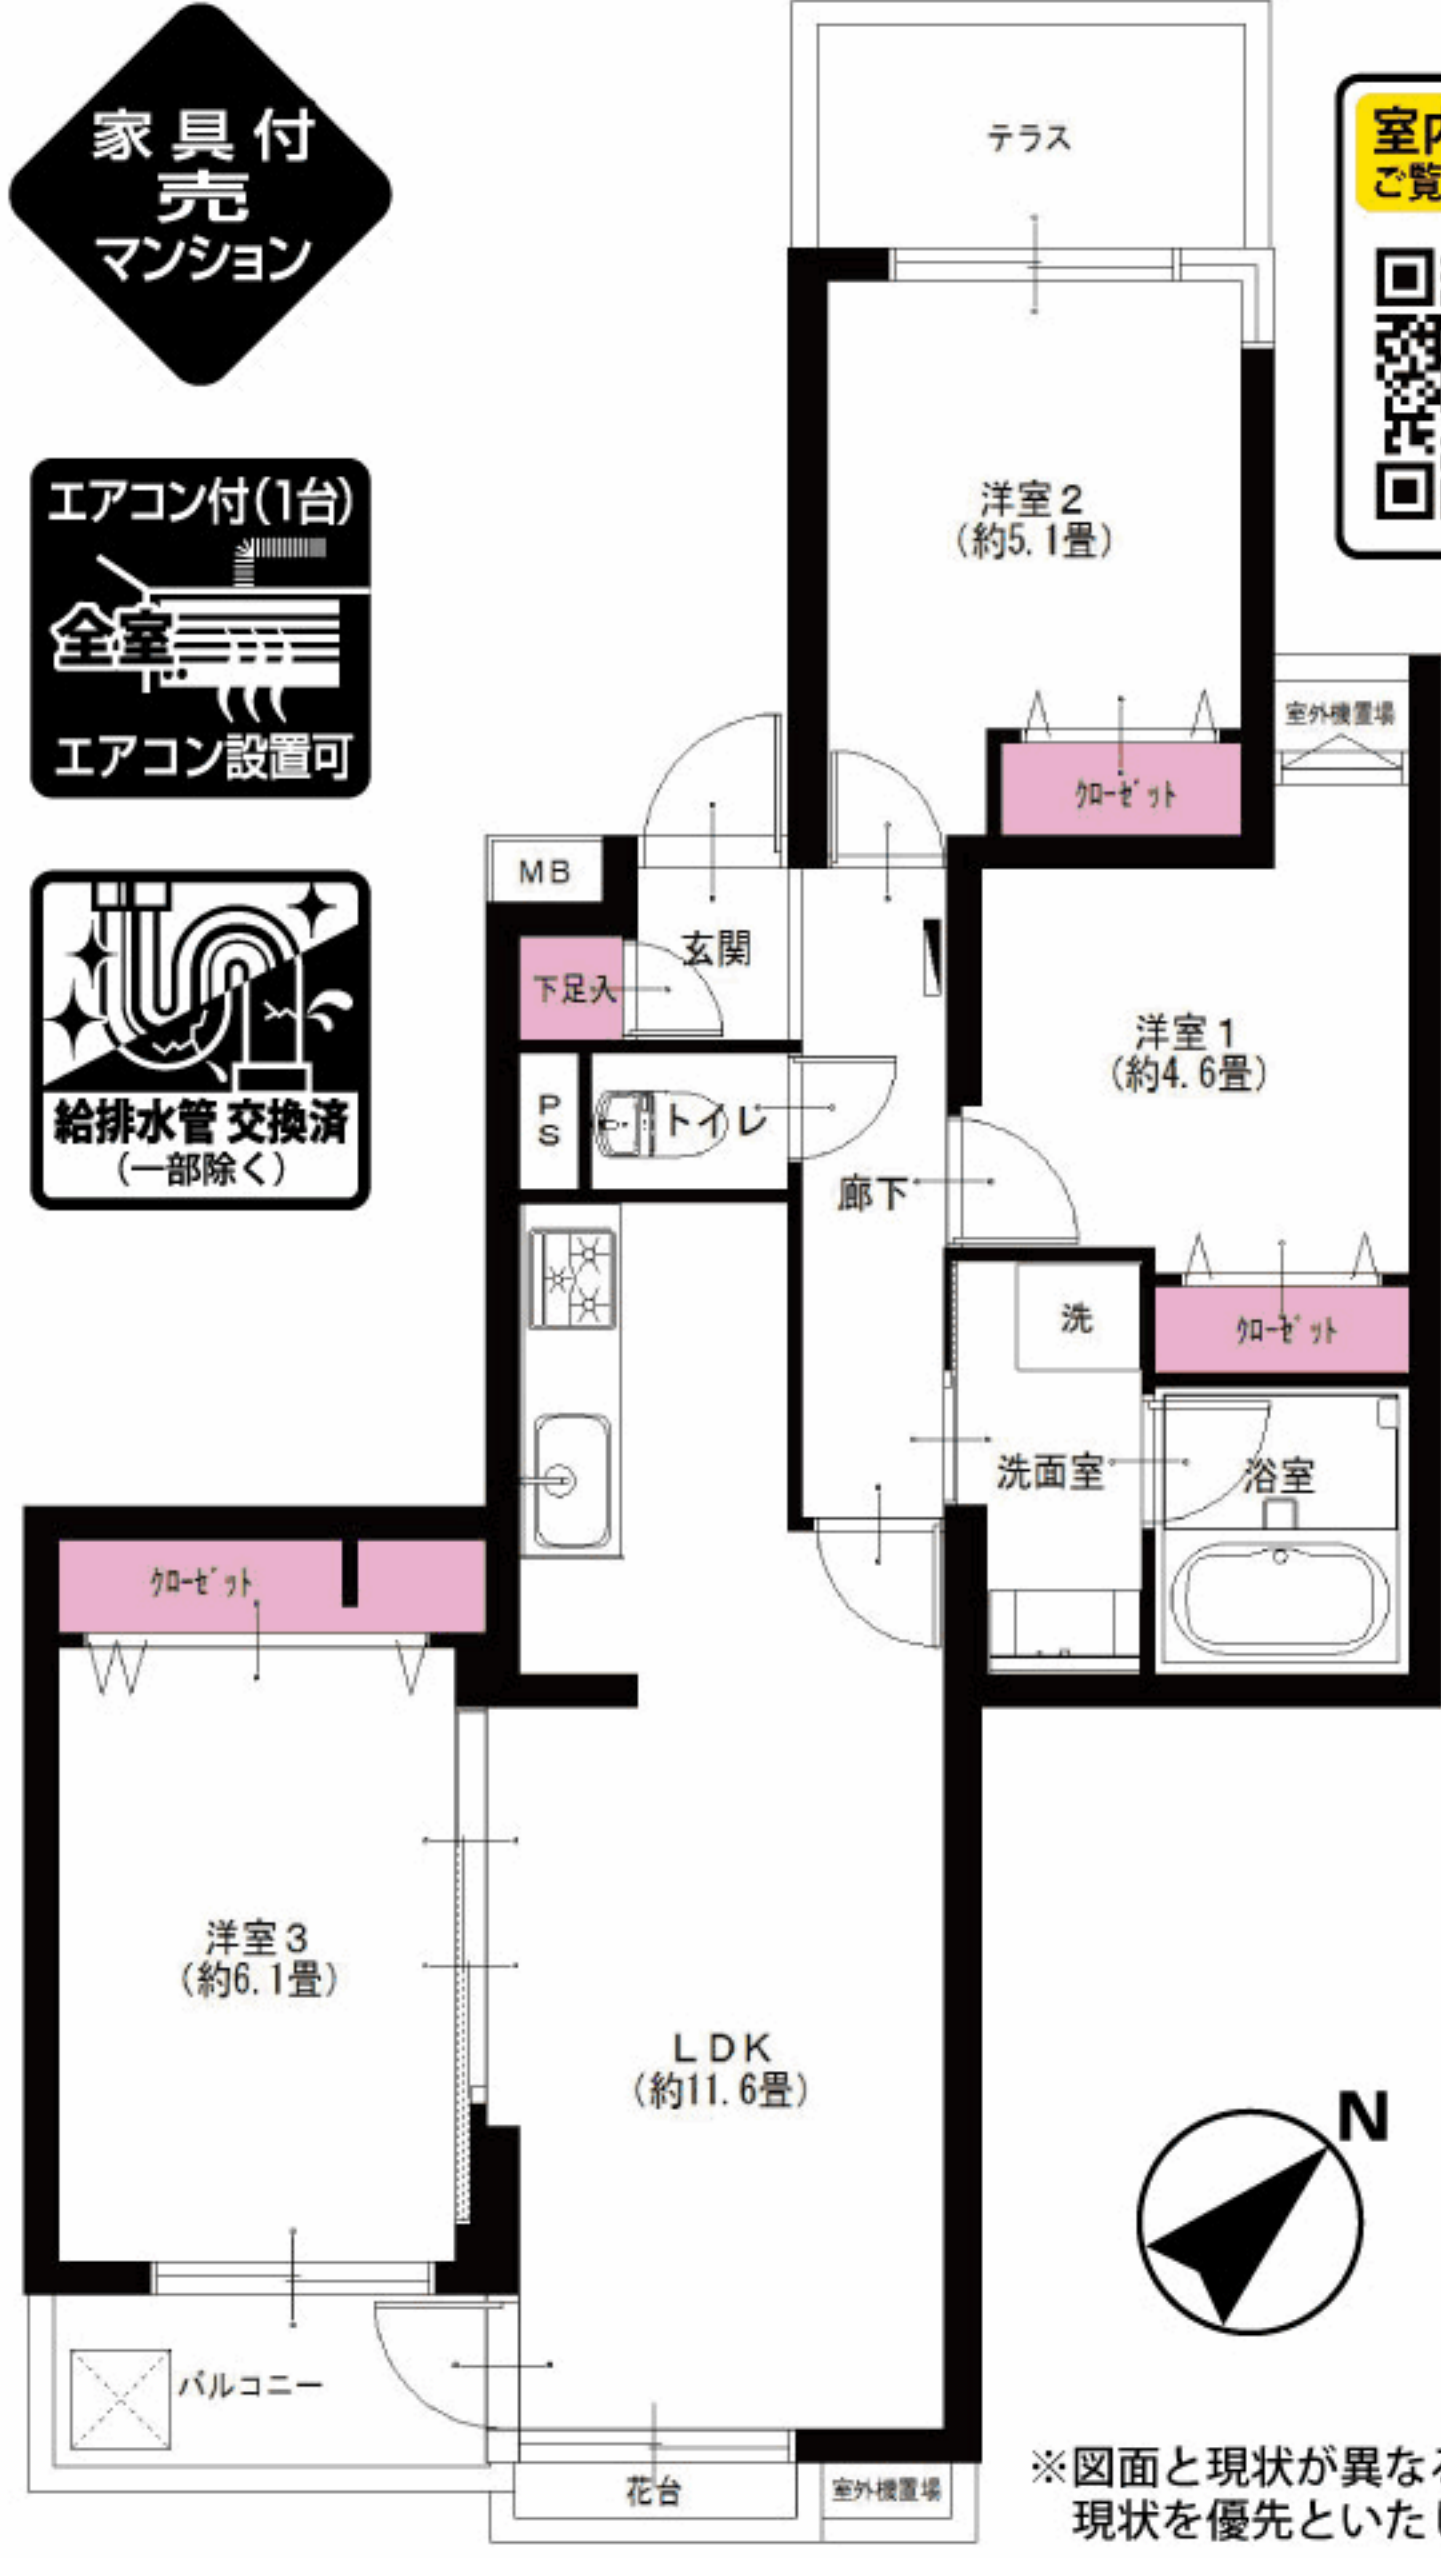 家具付
売
マンション
テラス
室内
ご覧
エアコン付(1台)
全室
エアコン設置可
洋室2
(約5.1畳)
室外機置場
クローゼット
MB
玄関
下足入
給排水管 交換済
(一部除く)
PS
トイレ
洋室1
(約4.6畳)
廊下
洗
クローゼット
洗面室
浴室
クローゼット
洋室3
(約6.1畳)
LDK
(約11.6畳)
N
バルコニー
花台
室外機置場
※図面と現状が異なる
現状を優先といたし